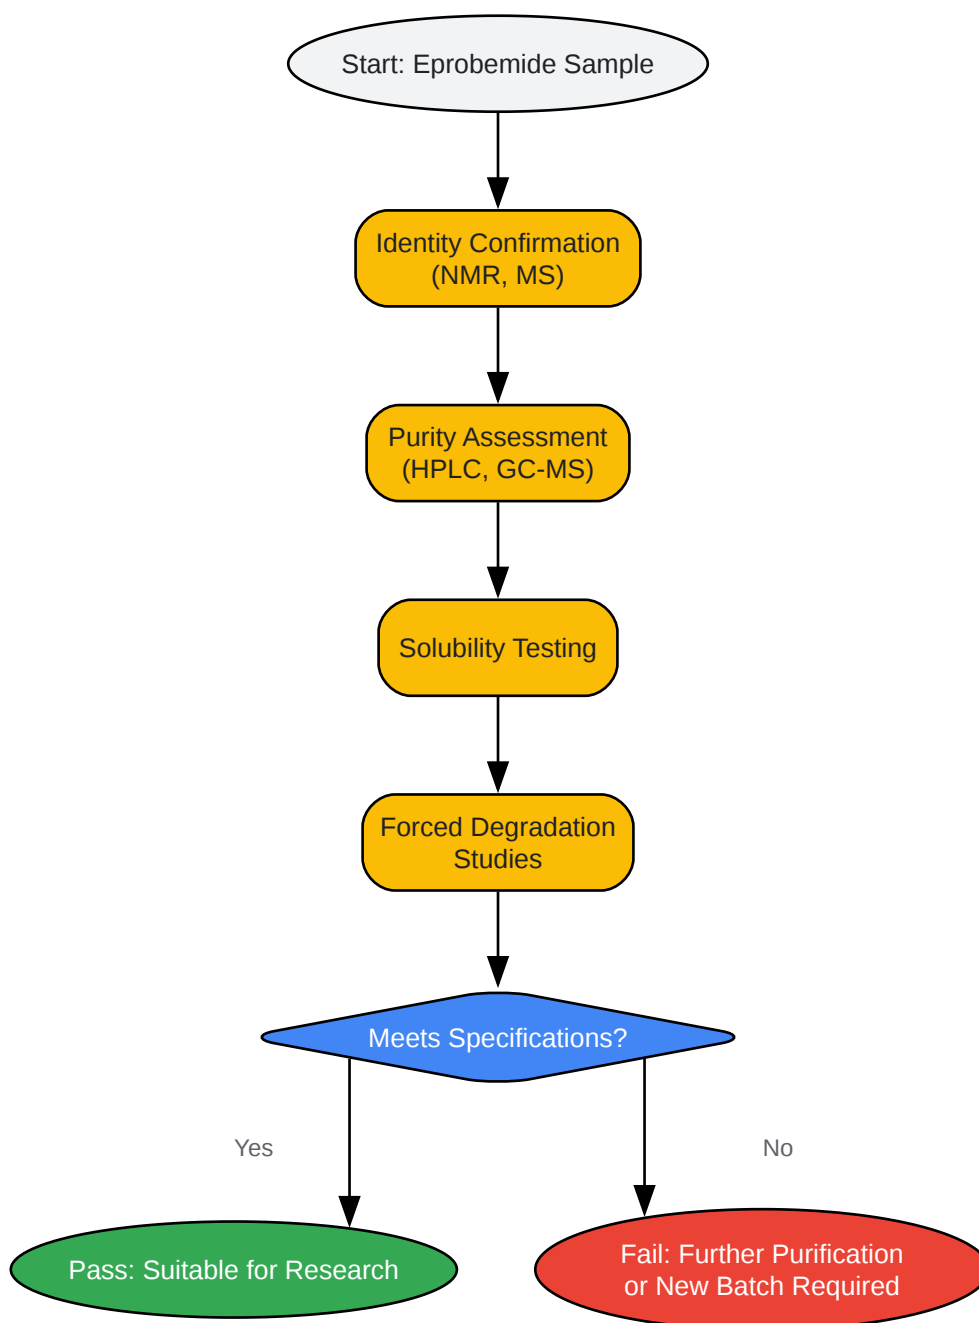 Start: Eprobemide Sample
Identity Confirmation
(NMR, MS)
Purity Assessment
(HPLC, GC-MS)
Solubility Testing
Forced Degradation
Studies
Meets Specifications?
Yes
No
Pass: Suitable for Research
Fail: Further Purification
or New Batch Required